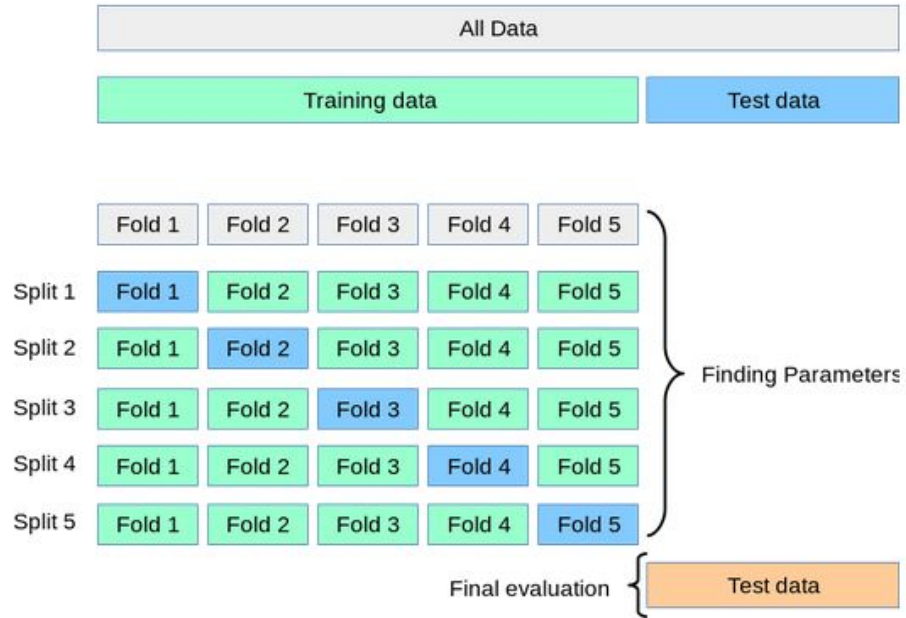 All Data
Training data Test data
Fold 1 Fold 2 Fold 3 Fold 4 Fold 5
Split 1 Fold 1 Fold 2 Fold 3 Fold 4 Fold 5
Split 2 Fold 1 Fold 2 Fold 3 Fold 4 Fold 5
Finding Parameters
Split 3 Fold 1 Fold 2 Fold 3 Fold 4 Fold 5
Split 4 Fold 1 Fold 2 Fold 3 Fold 4 Fold 5
Split 5 Fold 1 Fold 2 Fold 3 Fold 4 Fold 5
Final evaluation Test data